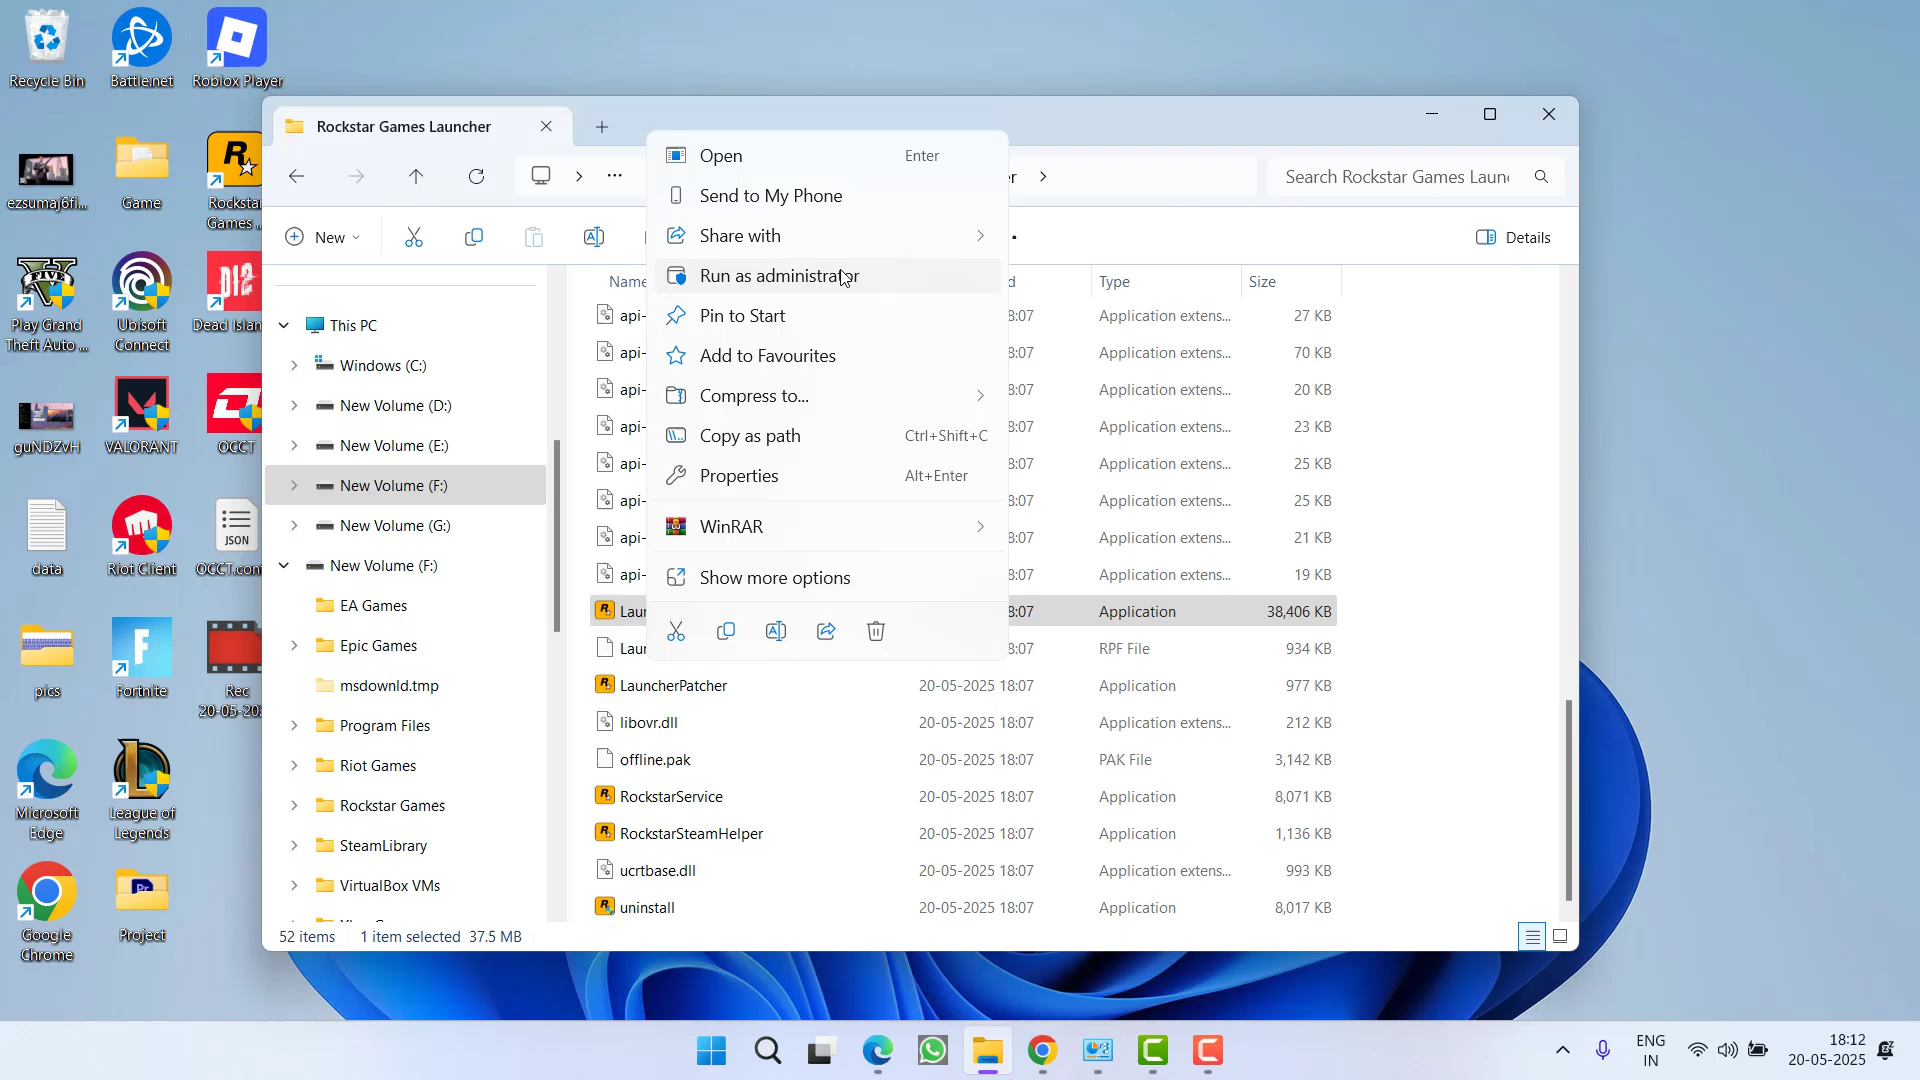 Recycle Bin
Battle.net
Roblox Player
ezsumaj6fi...
Game
Rockstar
Games ...
Play Grand
Theft Auto ...
Ubisoft
Connect
Dead Islan
guNDZvH
VALORANT
OCCT
data
Riot Client
JSON
OCCT.con
pics
Fortnite
Rec
20-05-20
Microsoft
Edge
League of
Legends
Google
Chrome
Project
Rockstar Games Launcher
er
Search Rockstar Games Laun
New
Details
This PC
Windows (C:)
New Volume (D:)
New Volume (E:)
New Volume (F:)
New Volume (G:)
New Volume (F:)
EA Games
Epic Games
msdownld.tmp
Program Files
Riot Games
Rockstar Games
SteamLibrary
VirtualBox VMs
Open Enter
Send to My Phone
Share with
Run as administrator
Pin to Start
Add to Favourites
Compress to...
Copy as path Ctrl+Shift+C
Properties Alt+Enter
WinRAR
Show more options
Name d Type Size
api- 8:07 Application extens... 27 KB
api- 8:07 Application extens... 70 KB
api- 8:07 Application extens... 20 KB
api- 8:07 Application extens... 23 KB
api- 8:07 Application extens... 25 KB
api- 8:07 Application extens... 25 KB
api- 8:07 Application extens... 21 KB
api- 8:07 Application extens... 19 KB
Laun 8:07 Application 38,406 KB
Laun 8:07 RPF File 934 KB
LauncherPatcher 20-05-2025 18:07 Application 977 KB
libovr.dll 20-05-2025 18:07 Application extens... 212 KB
offline.pak 20-05-2025 18:07 PAK File 3,142 KB
RockstarService 20-05-2025 18:07 Application 8,071 KB
RockstarSteamHelper 20-05-2025 18:07 Application 1,136 KB
ucrtbase.dll 20-05-2025 18:07 Application extens... 993 KB
uninstall 20-05-2025 18:07 Application 8,017 KB
52 items 1 item selected 37.5 MB
ENG
IN
18:12
20-05-2025